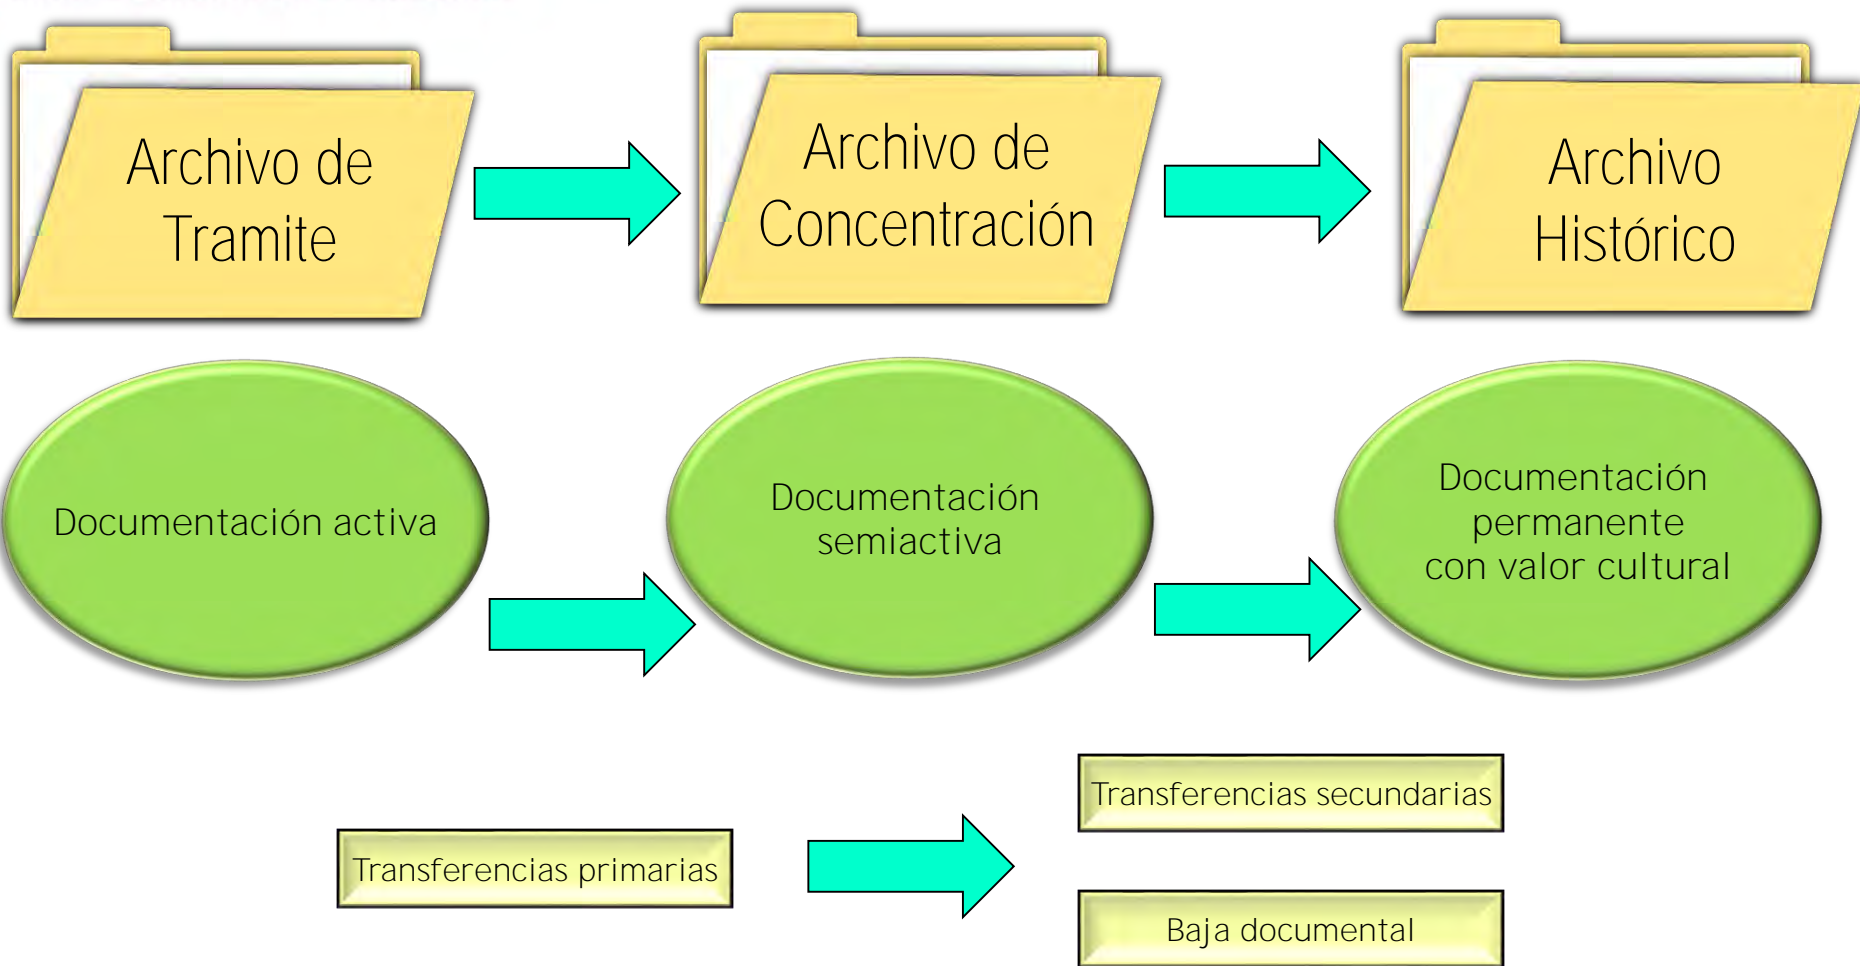 Archivo de
Tramite
Archivo de
Concentración
Archivo
Histórico
Documentación activa
Documentación
semiactiva
Documentación
permanente
con valor cultural
Transferencias primarias
Transferencias secundarias
Baja documental